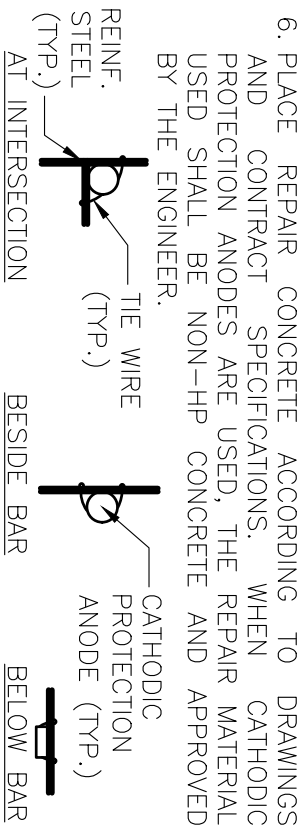 6. PLACE REPAIR CONCRETE ACCORDING TO DRAWINGS
AND CONTRACT SPECIFICATIONS. WHEN CATHODIC
PROTECTION ANODES ARE USED, THE REPAIR MATERIAL
USED SHALL BE NON-HP CONCRETE AND APPROVED
BY THE ENGINEER.
REINF.
STEEL
(TYP.)
TIE WIRE
(TYP.)
AT INTERSECTION
CATHODIC
PROTECTION
ANODE (TYP.)
BESIDE BAR
BELOW BAR